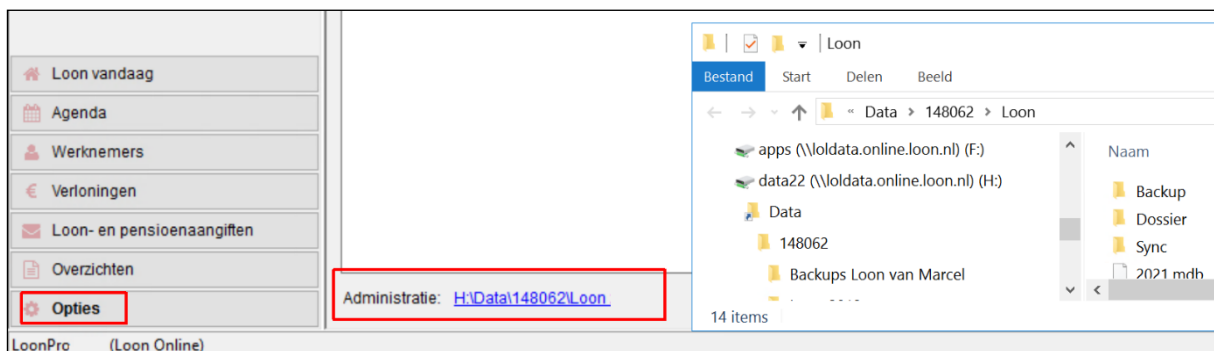 Loon vandaag
Agenda
Werknemers
Verloningen
Loon- en pensioenaangiften
Overzichten
Opties
LoonPro (Loon Online)
Administratie: H:\Data\148062\Loon
Loon
Bestand Start Delen Beeld
« Data > 148062 > Loon
apps (\\loldata.online.loon.nl) (F:)
data22 (\\loldata.online.loon.nl) (H:)
Data
148062
Backups Loon van Marcel
14 items
Naam
Backup
Dossier
Sync
2021.mdb